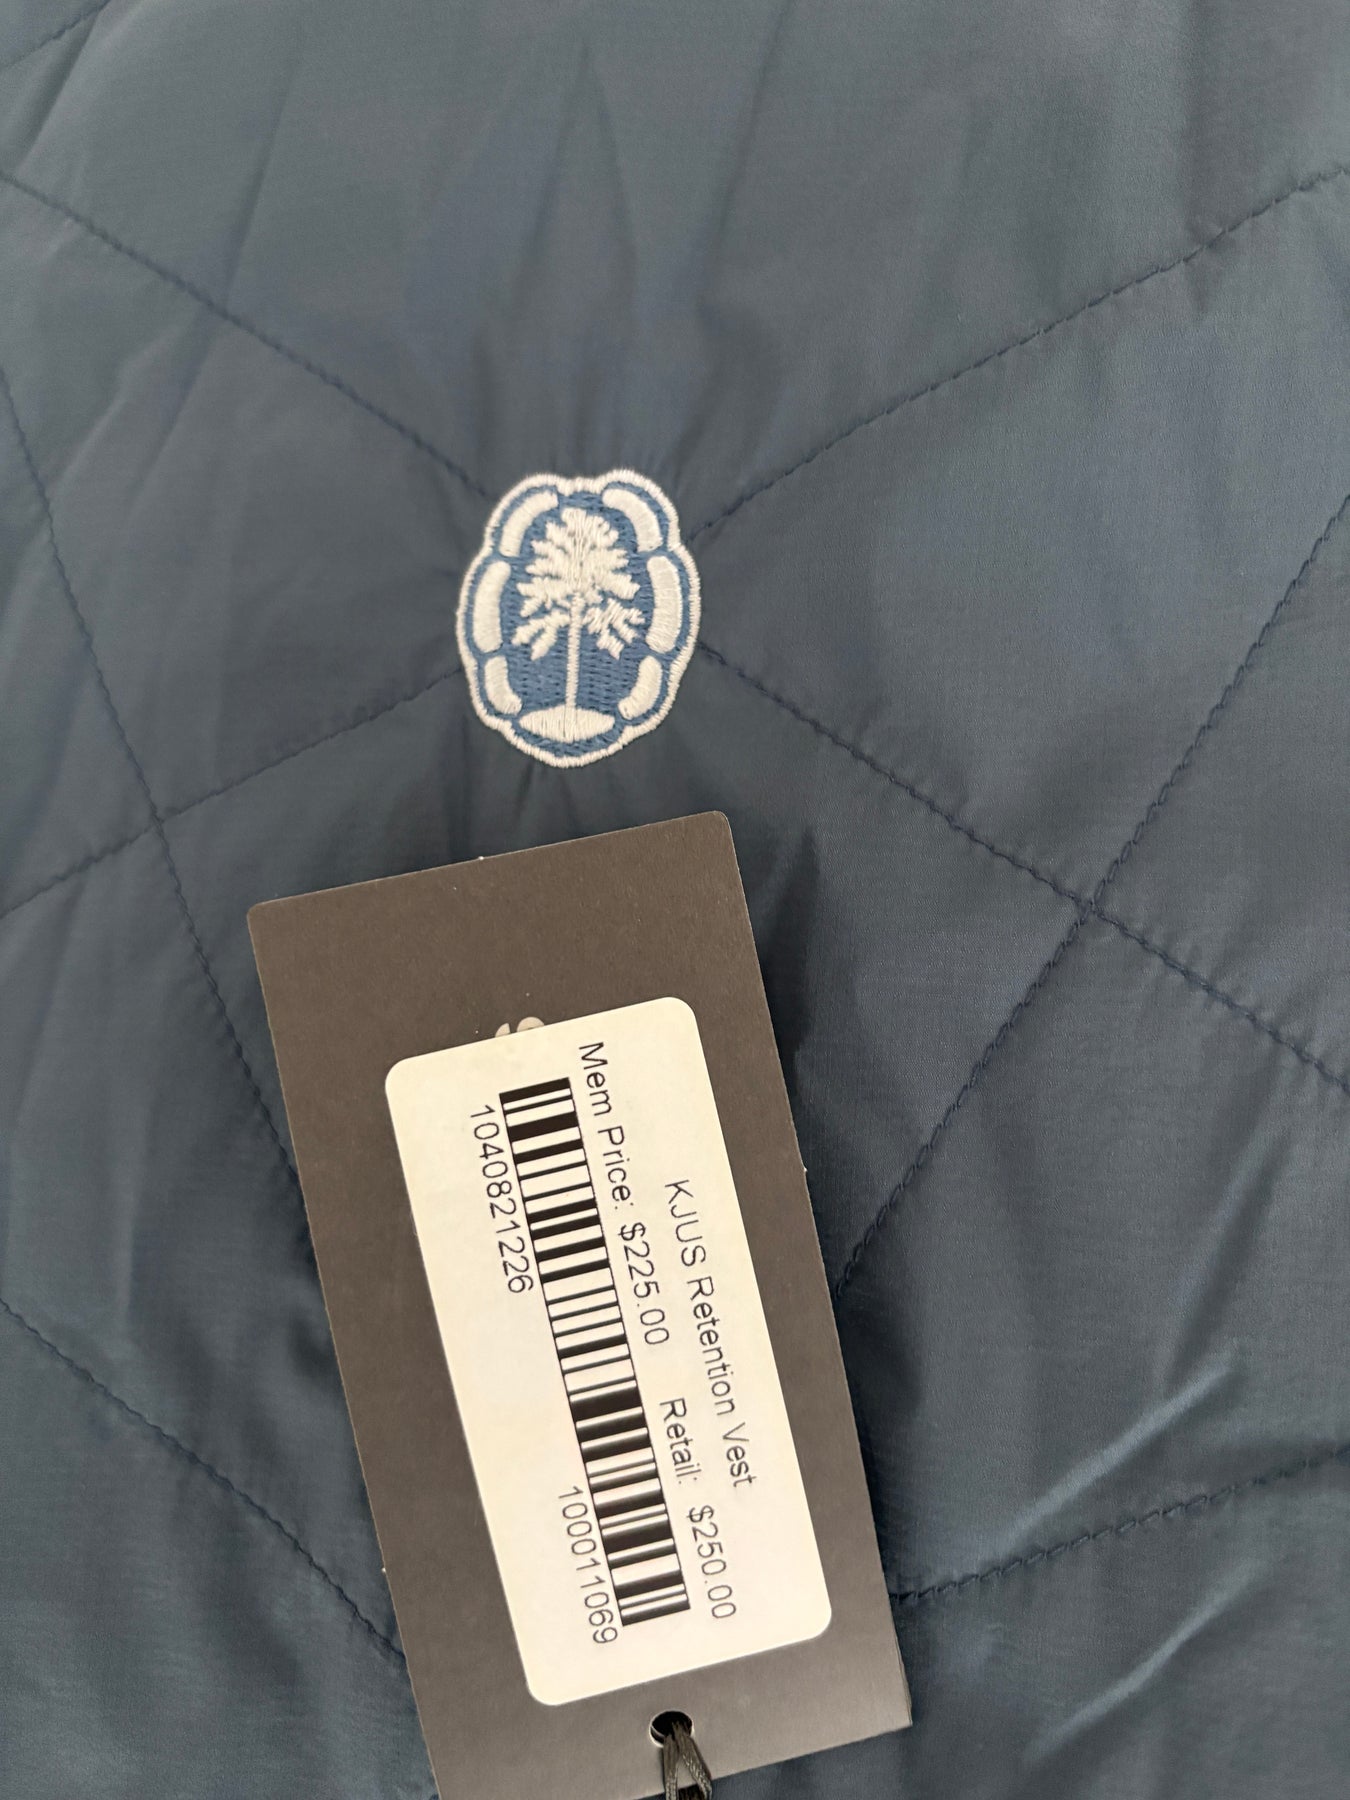 KJUS Retention Vest
Mem Price: $225.00 Retail: $250.00
1040821226 100011069